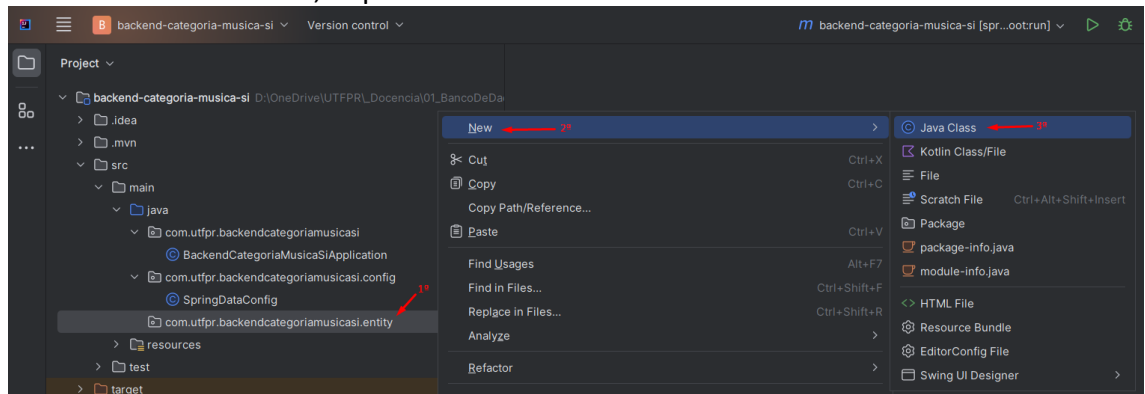 B backend-categoria-musica-si Version control
m backend-categoria-musica-si [spr...oot:run]
Project
backend-categoria-musica-si D:\OneDrive\UTFPR\_Docencia\01_BancoDeDa
.idea
.mvn
src
main
java
com.utfpr.backendcategoriamusicasi
BackendCategoriaMusicaSiApplication
com.utfpr.backendcategoriamusicasi.config
SpringDataConfig
1º
com.utfpr.backendcategoriamusicasi.entity
resources
test
target
New 2º
Cut Ctrl+X
Copy Ctrl+C
Copy Path/Reference...
Paste Ctrl+V
Find Usages Alt+F7
Find in Files... Ctrl+Shift+F
Replace in Files... Ctrl+Shift+R
Analyze
Refactor
Java Class 3º
Kotlin Class/File
File
Scratch File Ctrl+Alt+Shift+Insert
Package
package-info.java
module-info.java
HTML File
Resource Bundle
EditorConfig File
Swing UI Designer